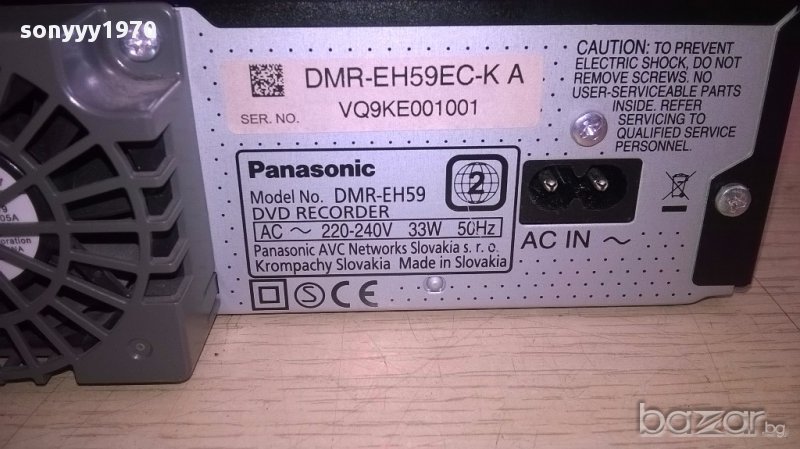 sonyyy1970
DMR-EH59EC-K A
SER. NO. VQ9KE001001
CAUTION: TO PREVENT
ELECTRIC SHOCK, DO NOT
REMOVE SCREWS. NO
USER-SERVICEABLE PARTS
INSIDE. REFER
SERVICING TO
QUALIFIED SERVICE
PERSONNEL.
Panasonic
Model No. DMR-EH59
DVD RECORDER
AC ～ 220-240V 33W 50Hz
Panasonic AVC Networks Slovakia s. r. o.
Krompachy Slovakia Made in Slovakia
2
AC IN ～
S CE
05A
bazar.bg